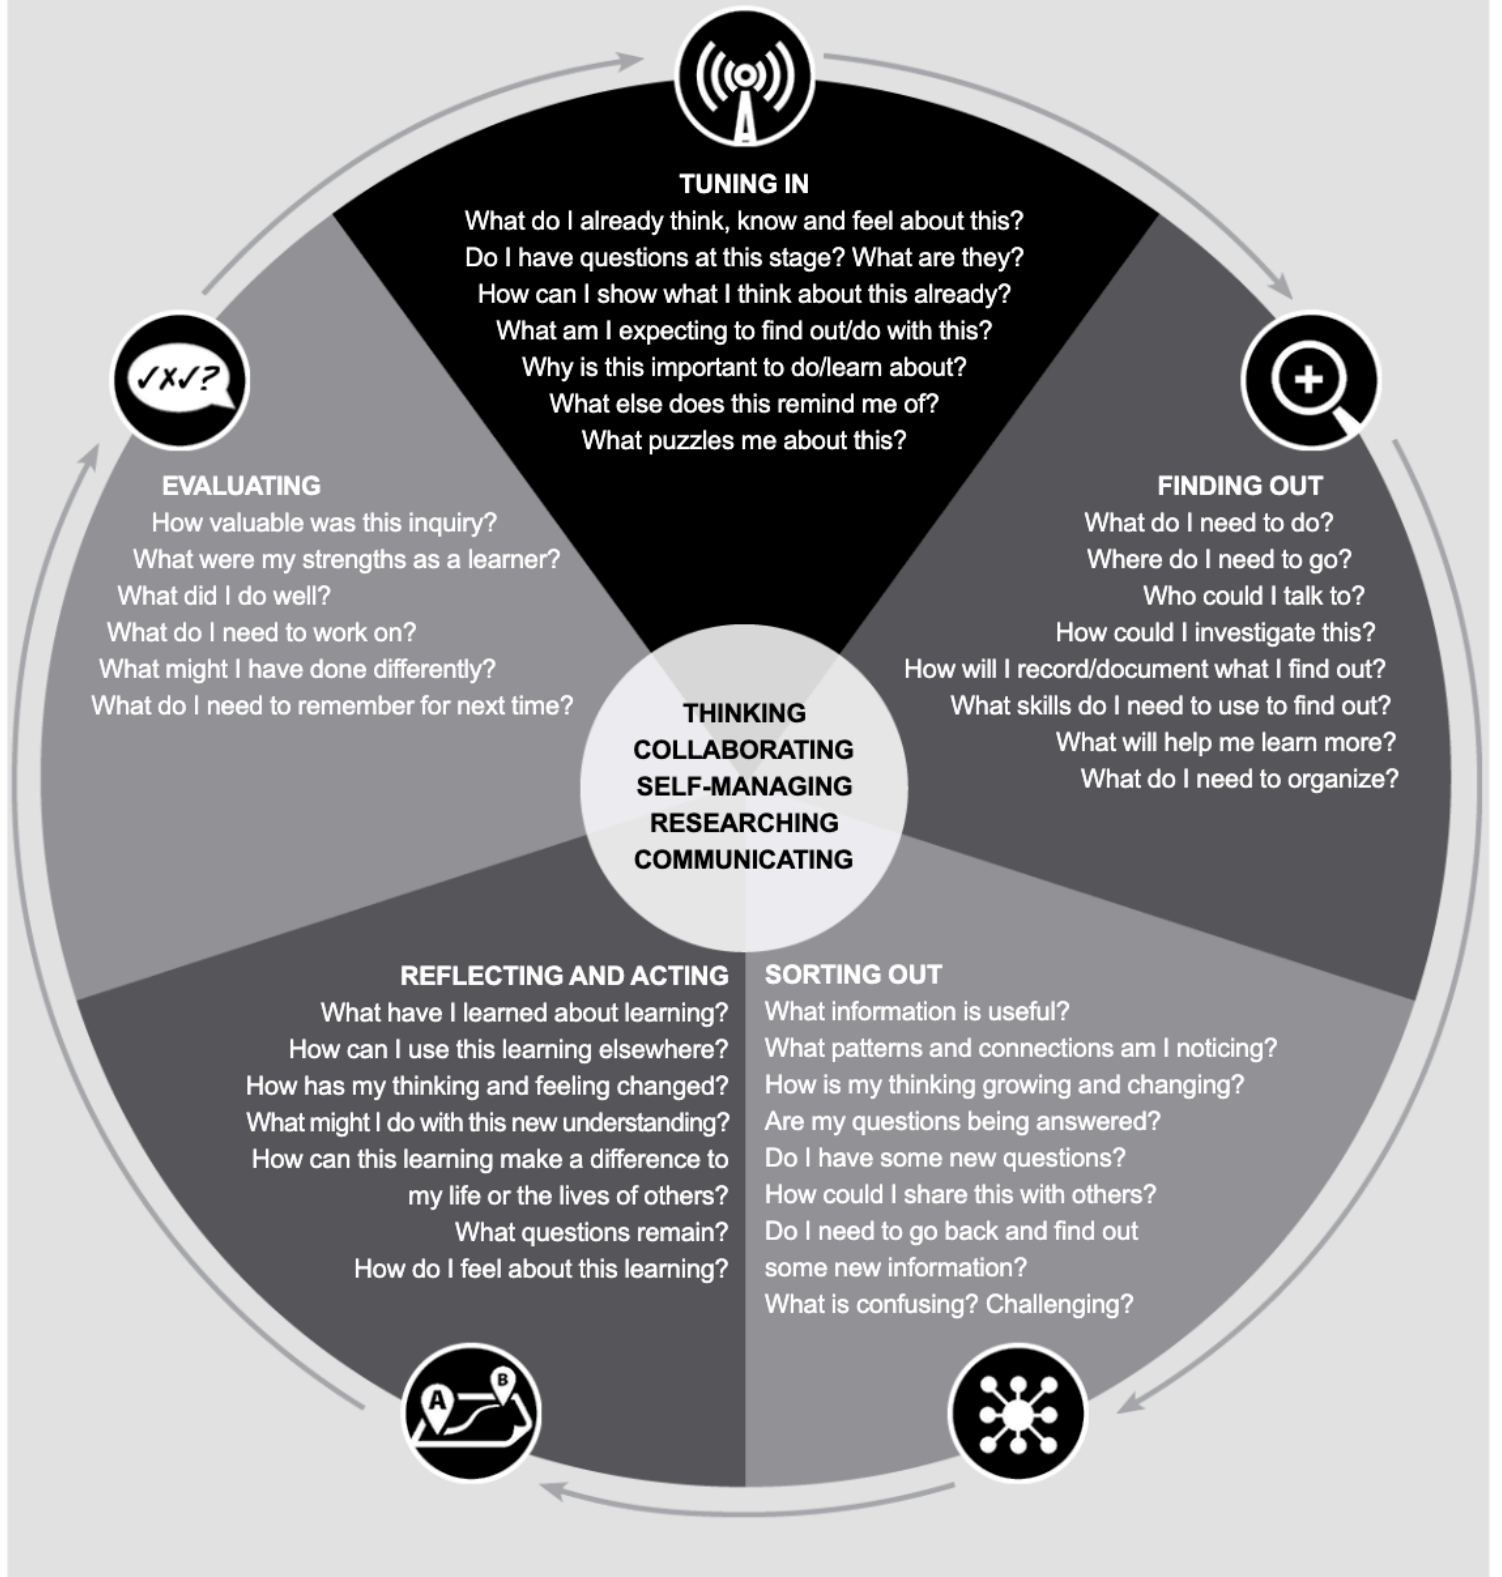 TUNING IN
What do I already think, know and feel about this?
Do I have questions at this stage? What are they?
How can I show what I think about this already?
What am I expecting to find out/do with this?
Why is this important to do/learn about?
What else does this remind me of?
What puzzles me about this?
FINDING OUT
What do I need to do?
Where do I need to go?
Who could I talk to?
How could I investigate this?
How will I record/document what I find out?
What skills do I need to use to find out?
What will help me learn more?
What do I need to organize?
SORTING OUT
What information is useful?
What patterns and connections am I noticing?
How is my thinking growing and changing?
Are my questions being answered?
Do I have some new questions?
How could I share this with others?
Do I need to go back and find out
some new information?
What is confusing? Challenging?
REFLECTING AND ACTING
What have I learned about learning?
How can I use this learning elsewhere?
How has my thinking and feeling changed?
What might I do with this new understanding?
How can this learning make a difference to
my life or the lives of others?
What questions remain?
How do I feel about this learning?
A
B
✓✗✓?
EVALUATING
How valuable was this inquiry?
What were my strengths as a learner?
What did I do well?
What do I need to work on?
What might I have done differently?
What do I need to remember for next time?
THINKING
COLLABORATING
SELF-MANAGING
RESEARCHING
COMMUNICATING